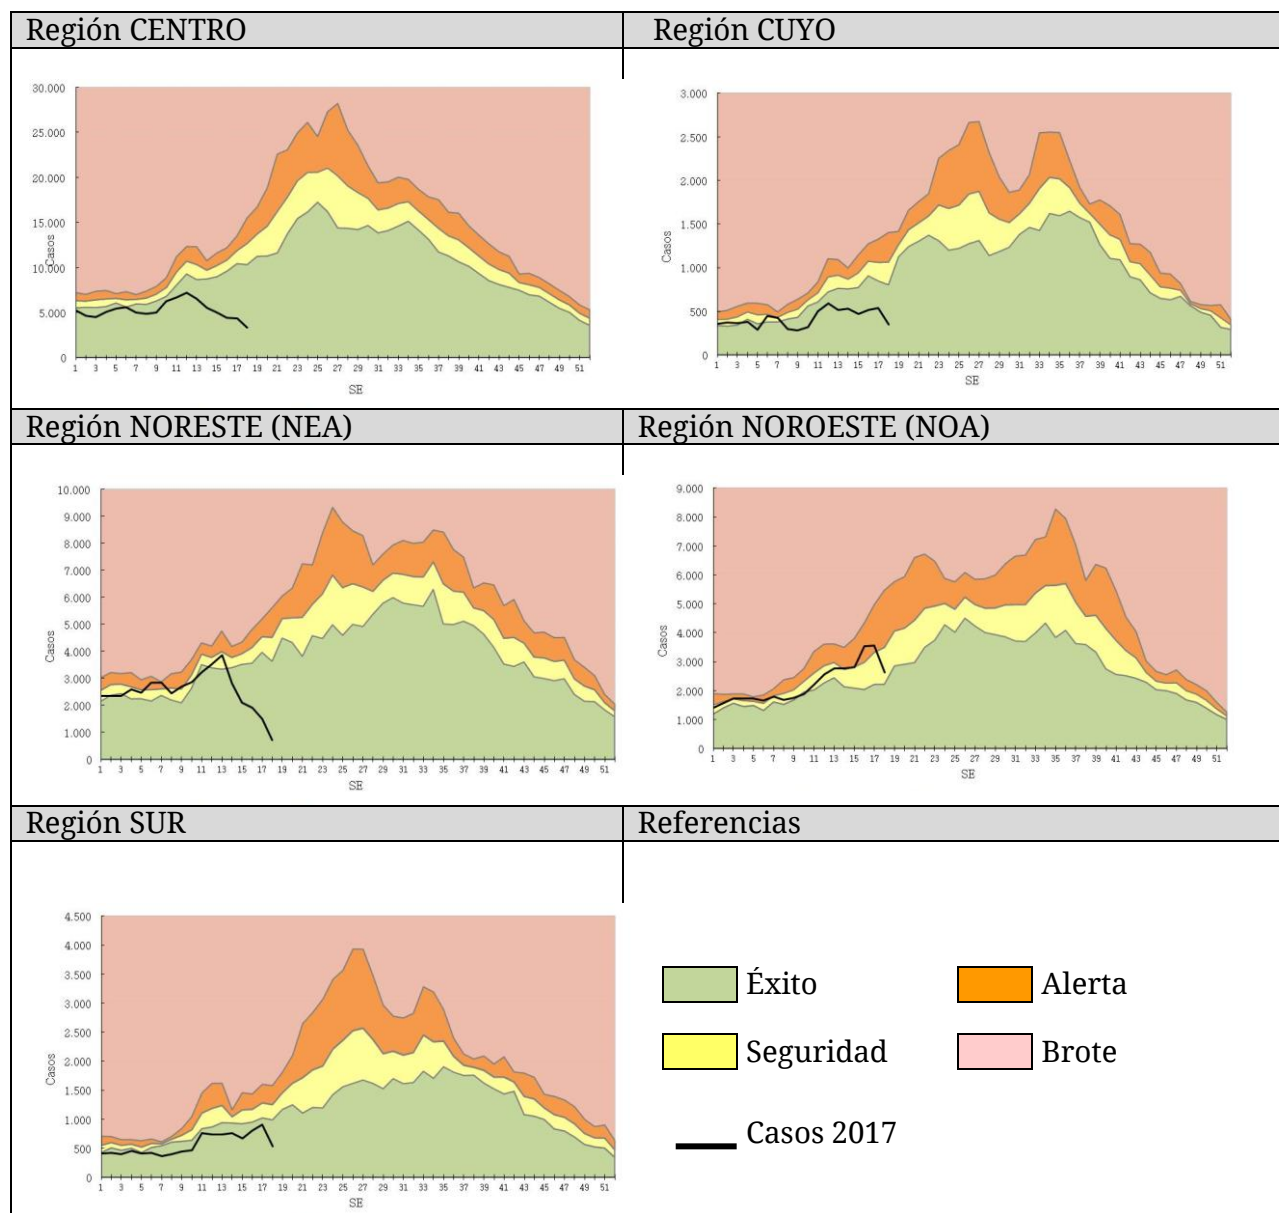 Región CENTRO
Región CUYO
30.000
25.000
20.000
15.000
10.000
5.000
0
Casos
1 3 5 7 9 11 13 15 17 19 21 23 25 27 29 31 33 35 37 39 41 43 45 47 49 51
SE
3.000
2.500
2.000
1.500
1.000
500
0
Casos
1 3 5 7 9 11 13 15 17 19 21 23 25 27 29 31 33 35 37 39 41 43 45 47 49 51
SE
Región NORESTE (NEA)
Región NOROESTE (NOA)
10.000
9.000
8.000
7.000
6.000
5.000
4.000
3.000
2.000
1.000
0
Casos
1 3 5 7 9 11 13 15 17 19 21 23 25 27 29 31 33 35 37 39 41 43 45 47 49 51
SE
9.000
8.000
7.000
6.000
5.000
4.000
3.000
2.000
1.000
0
Casos
1 3 5 7 9 11 13 15 17 19 21 23 25 27 29 31 33 35 37 39 41 43 45 47 49 51
SE
Región SUR
Referencias
4.500
4.000
3.500
3.000
2.500
2.000
1.500
1.000
500
0
Casos
1 3 5 7 9 11 13 15 17 19 21 23 25 27 29 31 33 35 37 39 41 43 45 47 49 51
SE
Éxito
Alerta
Seguridad
Brote
Casos 2017